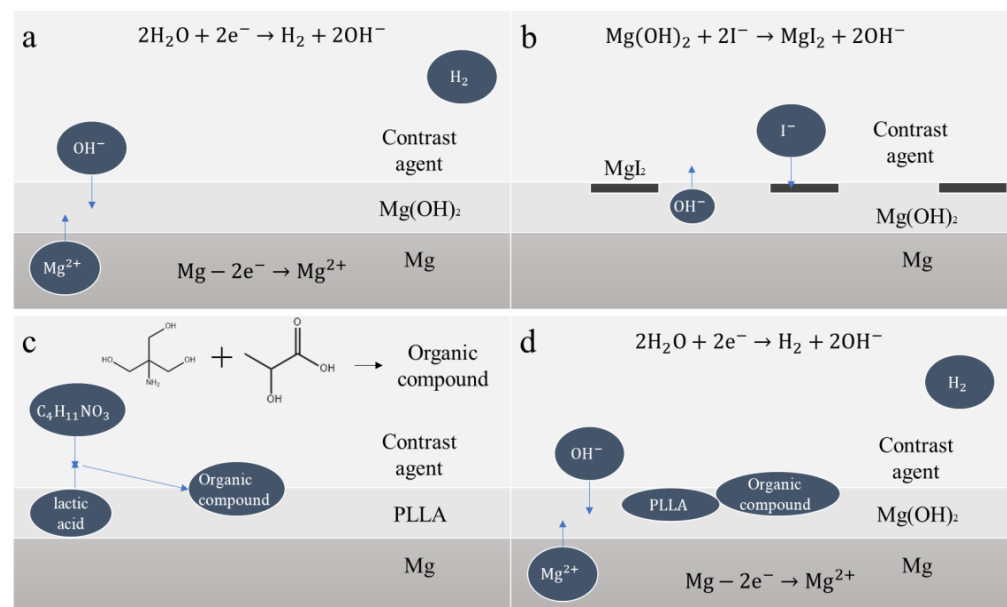 a
2H₂O + 2e⁻ → H₂ + 2OH⁻
H₂
OH⁻
Contrast
agent
Mg(OH)₂
Mg²⁺
Mg − 2e⁻ → Mg²⁺
Mg
b
Mg(OH)₂ + 2I⁻ → MgI₂ + 2OH⁻
I⁻
Contrast
agent
MgI₂
OH⁻
Mg(OH)₂
Mg
c
OH
HO
OH
NH₂
O
OH
OH
Organic
compound
C₄H₁₁NO₃
Contrast
agent
Organic
compound
lactic
acid
PLLA
Mg
d
2H₂O + 2e⁻ → H₂ + 2OH⁻
H₂
OH⁻
Contrast
agent
PLLA
Organic
compound
Mg(OH)₂
Mg²⁺
Mg − 2e⁻ → Mg²⁺
Mg